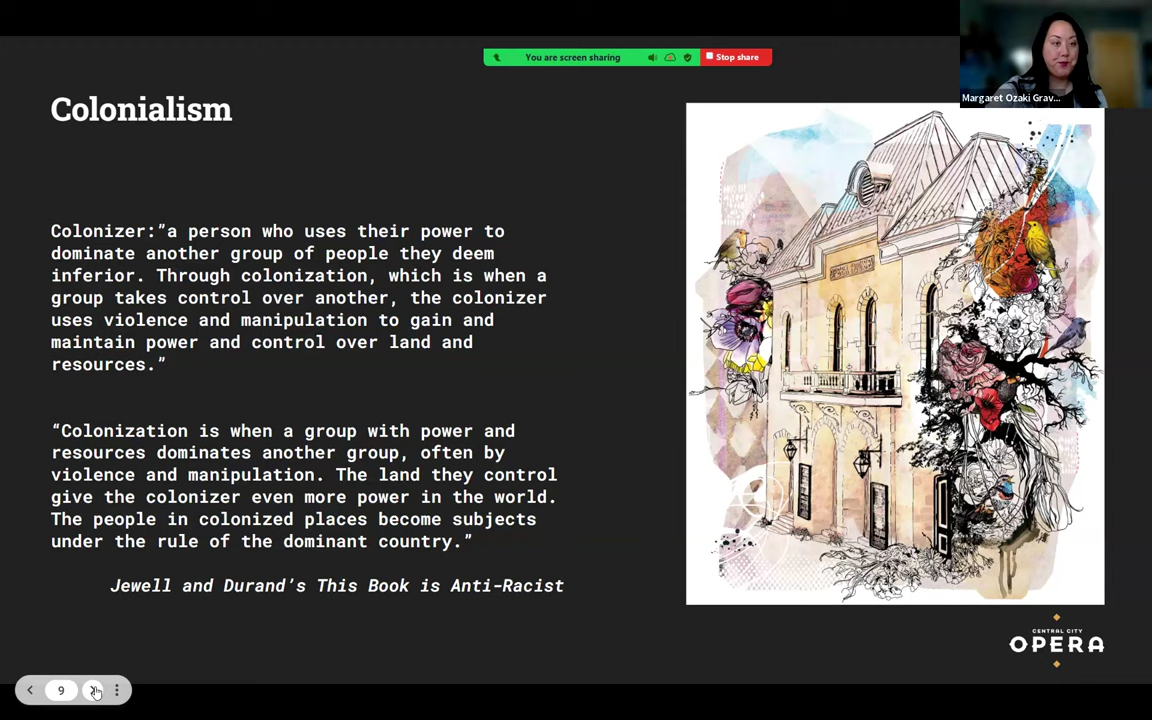 You are screen sharing
Stop share
Margaret Ozaki Grav...
Colonialism
Colonizer:”a person who uses their power to
dominate another group of people they deem
inferior. Through colonization, which is when a
group takes control over another, the colonizer
uses violence and manipulation to gain and
maintain power and control over land and
resources.”
“Colonization is when a group with power and
resources dominates another group, often by
violence and manipulation. The land they control
give the colonizer even more power in the world.
The people in colonized places become subjects
under the rule of the dominant country.”
Jewell and Durand’s This Book is Anti-Racist
CENTRAL CITY
OPERA
9